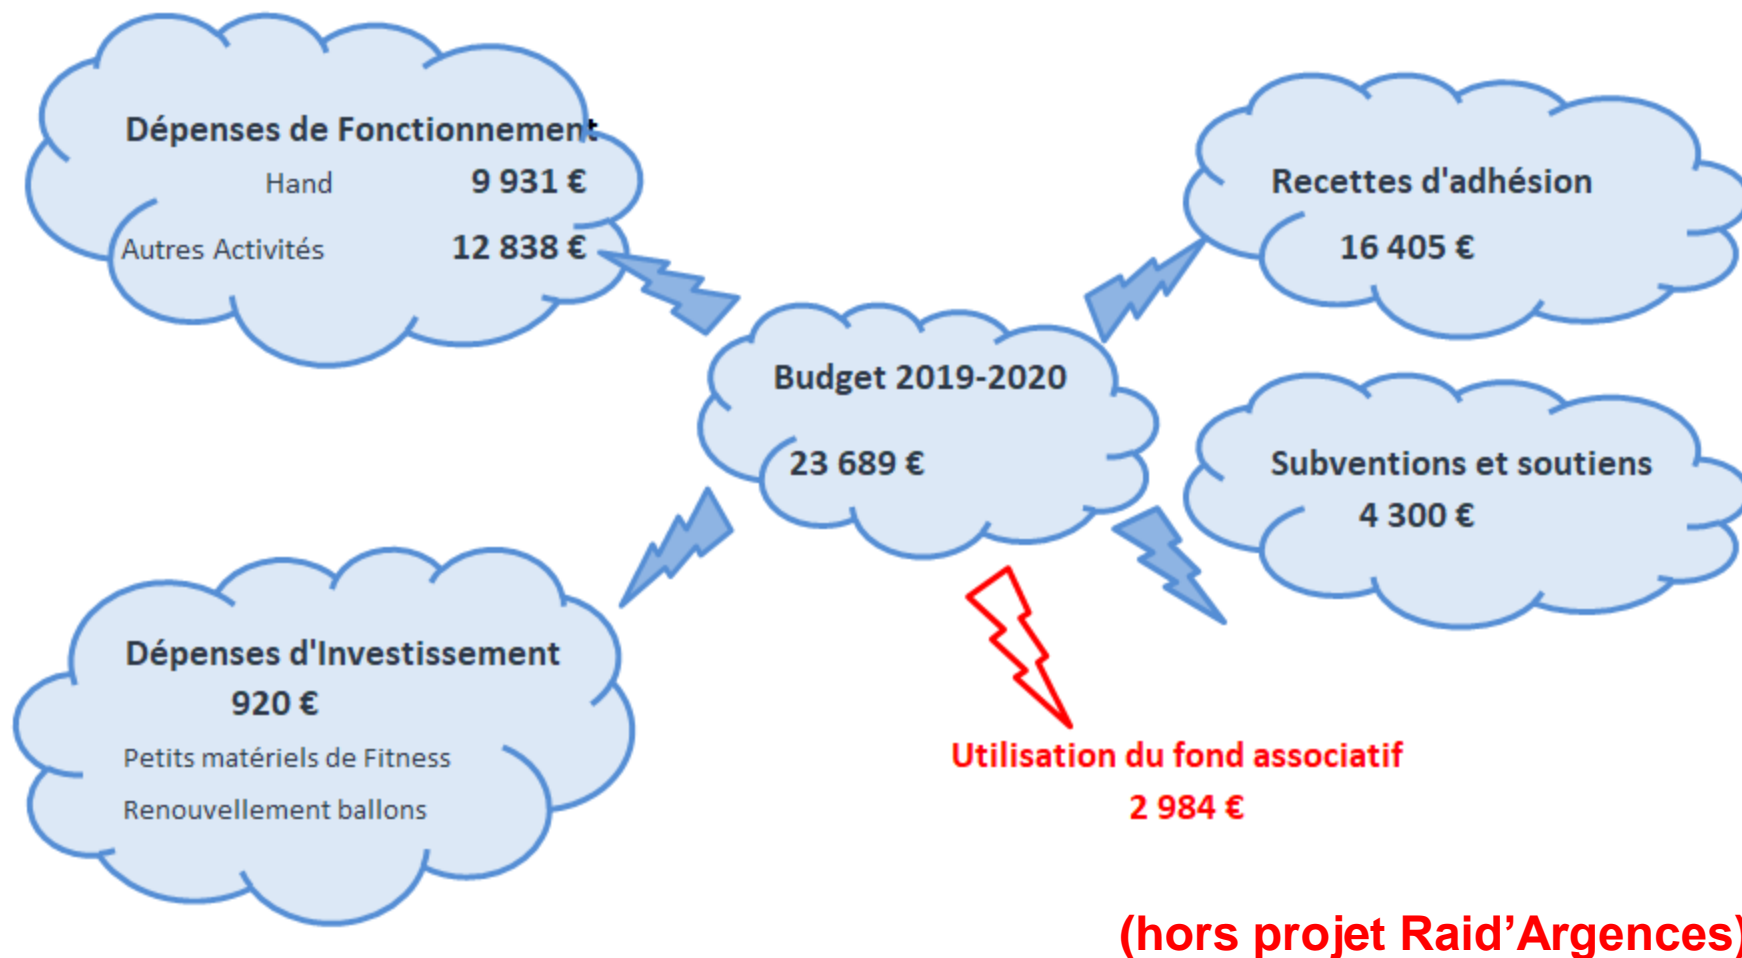 Dépenses de Fonctionnement
Hand 9 931 €
Autres Activités 12 838 €
Recettes d'adhésion
16 405 €
Budget 2019-2020
23 689 €
Subventions et soutiens
4 300 €
Dépenses d'Investissement
920 €
Petits matériels de Fitness
Renouvellement ballons
Utilisation du fond associatif
2 984 €
(hors projet Raid’Argences)